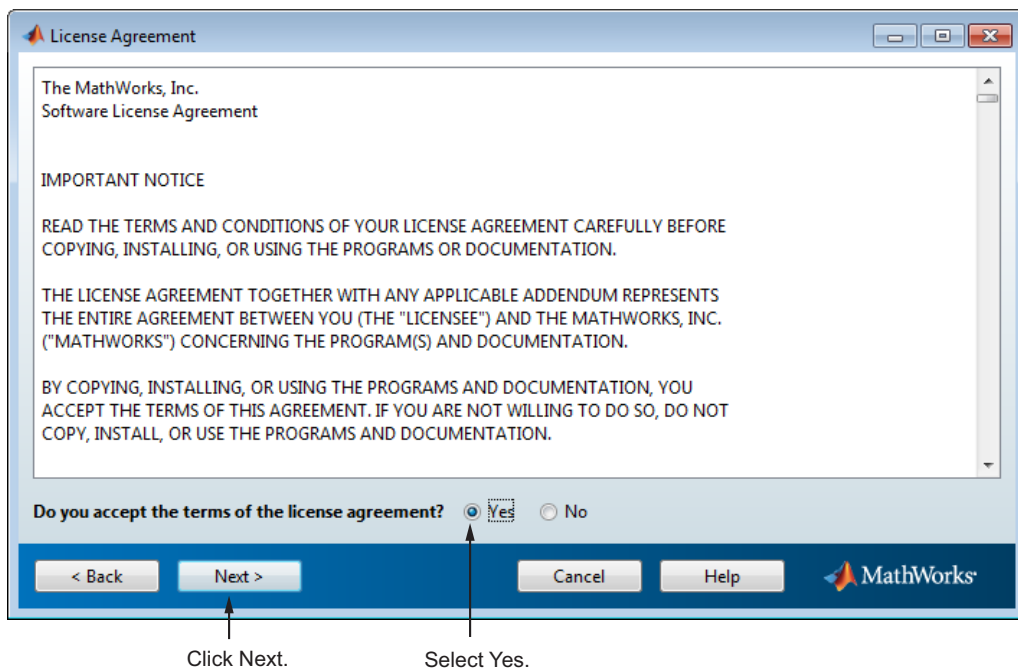 License Agreement
The MathWorks, Inc.
Software License Agreement
IMPORTANT NOTICE
READ THE TERMS AND CONDITIONS OF YOUR LICENSE AGREEMENT CAREFULLY BEFORE
COPYING, INSTALLING, OR USING THE PROGRAMS OR DOCUMENTATION.
THE LICENSE AGREEMENT TOGETHER WITH ANY APPLICABLE ADDENDUM REPRESENTS
THE ENTIRE AGREEMENT BETWEEN YOU (THE "LICENSEE") AND THE MATHWORKS, INC.
("MATHWORKS") CONCERNING THE PROGRAM(S) AND DOCUMENTATION.
BY COPYING, INSTALLING, OR USING THE PROGRAMS AND DOCUMENTATION, YOU
ACCEPT THE TERMS OF THIS AGREEMENT. IF YOU ARE NOT WILLING TO DO SO, DO NOT
COPY, INSTALL, OR USE THE PROGRAMS AND DOCUMENTATION.
Do you accept the terms of the license agreement? Yes No
< Back Next > Cancel Help MathWorks
Click Next. Select Yes.